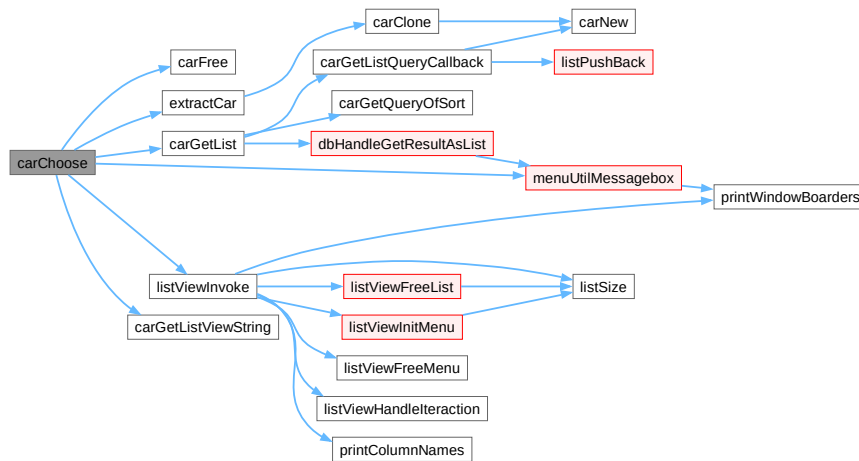 carClone
carNew
carFree
carGetListQueryCallback
listPushBack
extractCar
carGetQueryOfSort
carGetList
dbHandleGetResultAsList
carChoose
menuUtilMessagebox
printWindowBoarders
listViewInvoke
listViewFreeList
listSize
carGetListViewString
listViewInitMenu
listViewFreeMenu
listViewHandleIteraction
printColumnNames